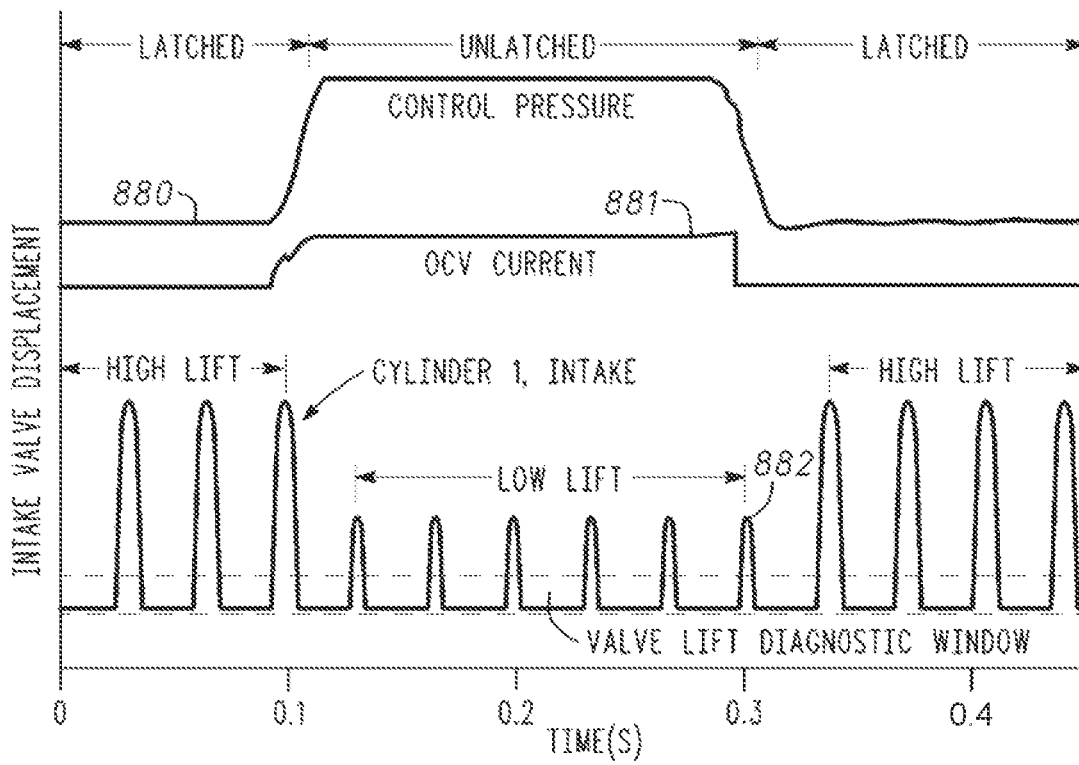 LATCHED
UNLATCHED
LATCHED
CONTROL PRESSURE
880
881
OCV CURRENT
INTAKE VALVE DISPLACEMENT
HIGH LIFT
CYLINDER 1, INTAKE
HIGH LIFT
LOW LIFT
882
VALVE LIFT DIAGNOSTIC WINDOW
0
0.1
0.2
0.3
0.4
TIME(S)